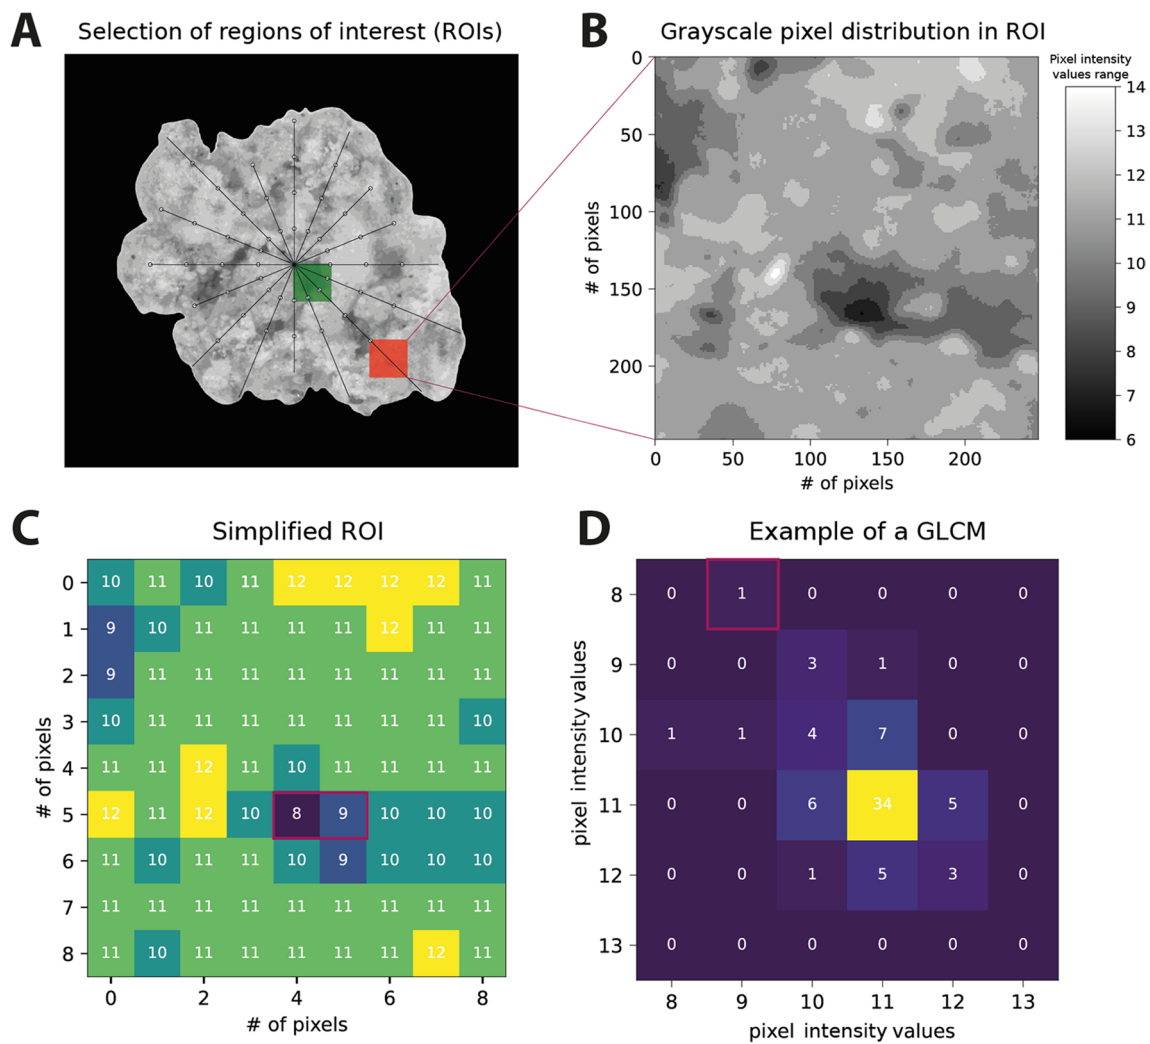 A
Selection of regions of interest (ROIs)
B
Grayscale pixel distribution in ROI
Pixel intensity
values range
0
50
100
150
200
# of pixels
0 50 100 150 200
# of pixels
14
13
12
11
10
9
8
7
6
C
Simplified ROI
# of pixels
0 10 11 10 11 12 12 12 12 11
1 9 10 11 11 11 11 12 11 11
2 9 11 11 11 11 11 11 11 11
3 10 11 11 11 11 11 11 11 10
4 11 11 12 11 10 11 11 11 11
5 12 11 12 10 8 9 10 10 10
6 11 10 11 11 10 9 10 10 10
7 11 11 11 11 11 11 11 11 11
8 11 10 11 11 11 11 11 12 11
0 2 4 6 8
# of pixels
D
Example of a GLCM
pixel intensity values
8 0 1 0 0 0 0
9 0 0 3 1 0 0
10 1 1 4 7 0 0
11 0 0 6 34 5 0
12 0 0 1 5 3 0
13 0 0 0 0 0 0
8 9 10 11 12 13
pixel intensity values